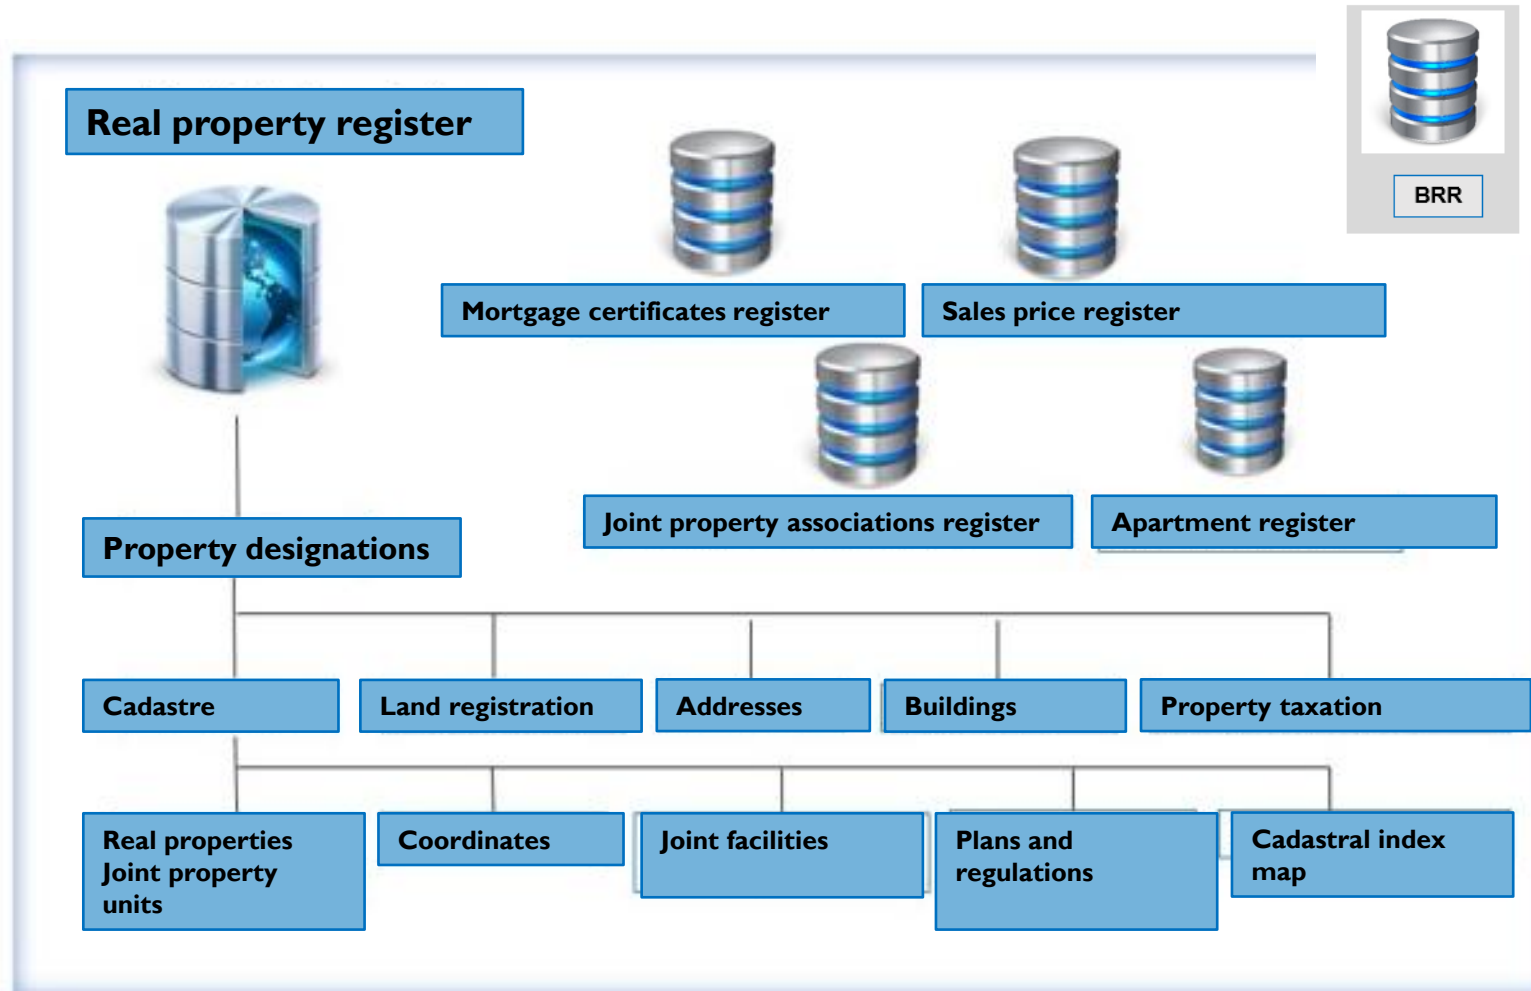 BRR
Real property register
Mortgage certificates register
Sales price register
Joint property associations register
Apartment register
Property designations
Cadastre
Land registration
Addresses
Buildings
Property taxation
Real properties
Joint property
units
Coordinates
Joint facilities
Plans and
regulations
Cadastral index
map